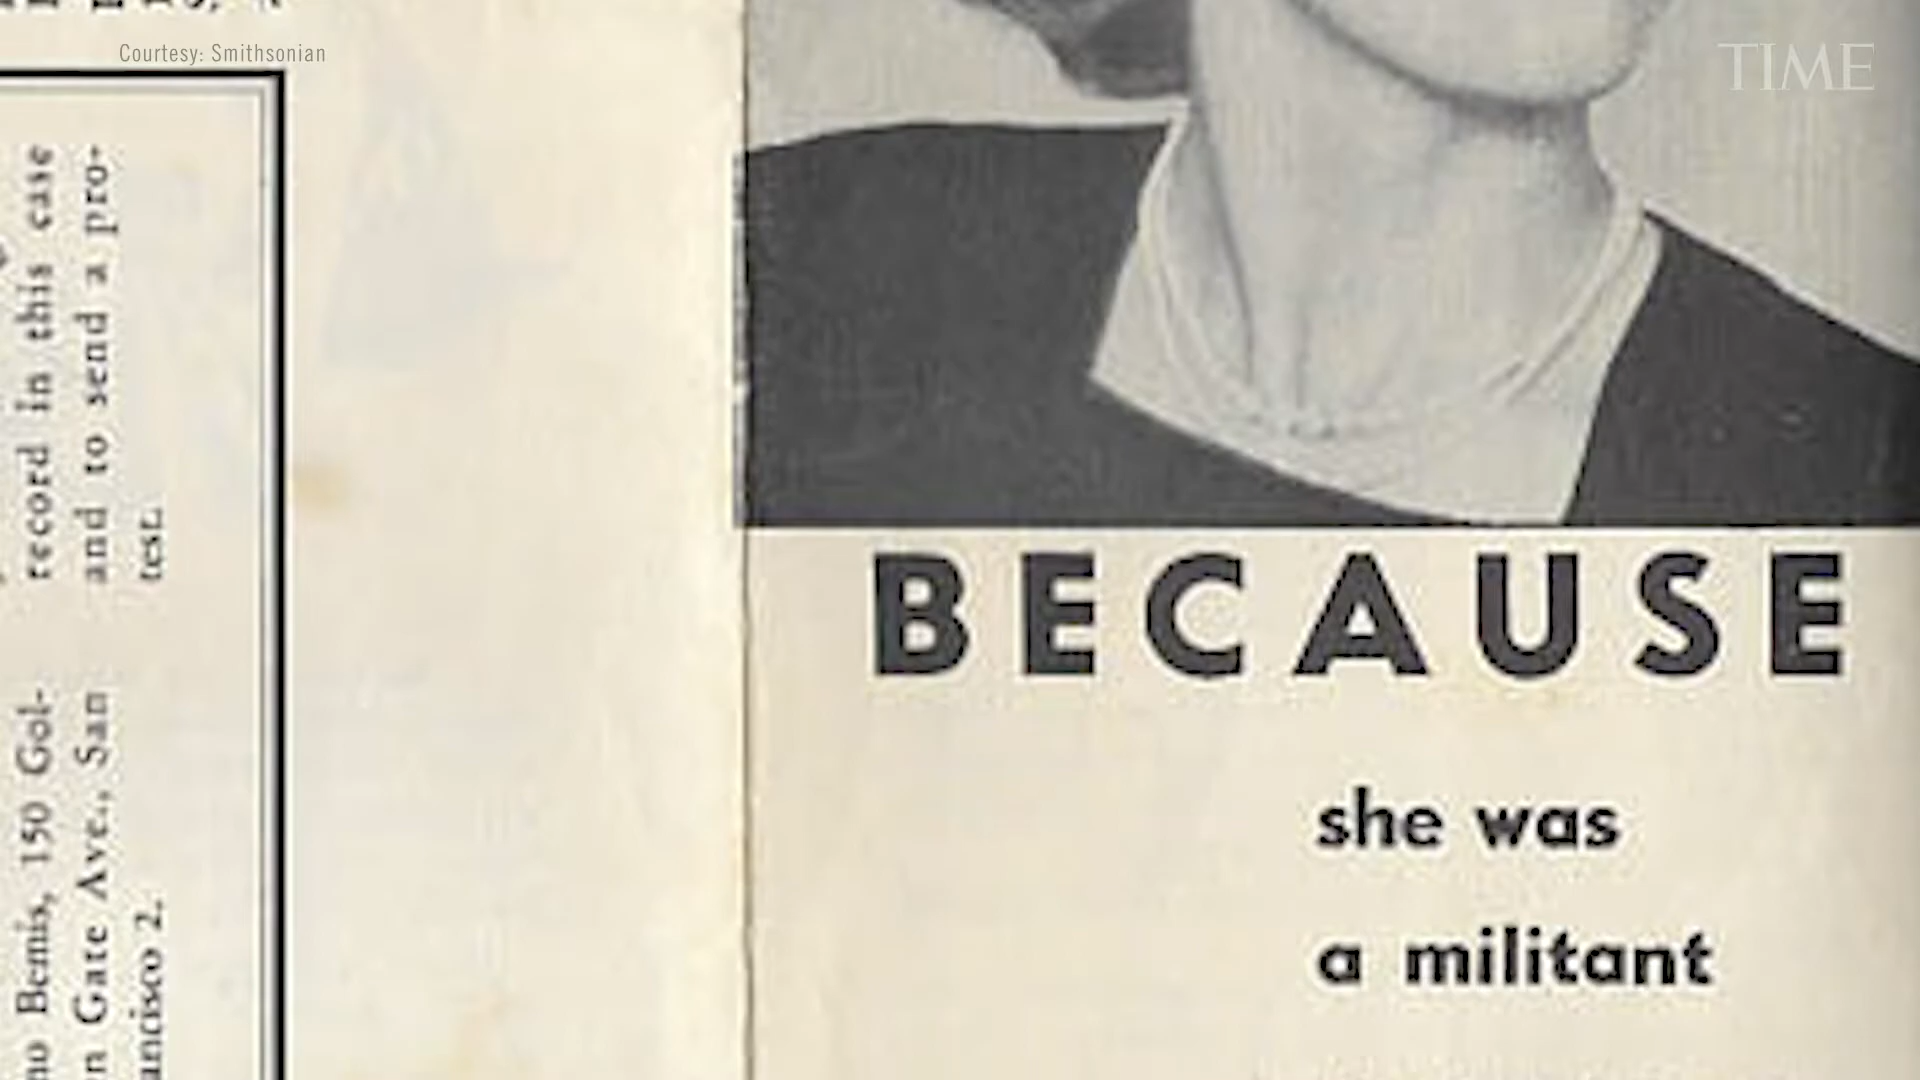 Courtesy: Smithsonian
TIME
record in this case
and to send a pro-
test.
no Bemis, 150 Gol-
n Gate Ave., San
ancisco 2.
BECAUSE
she was
a militant